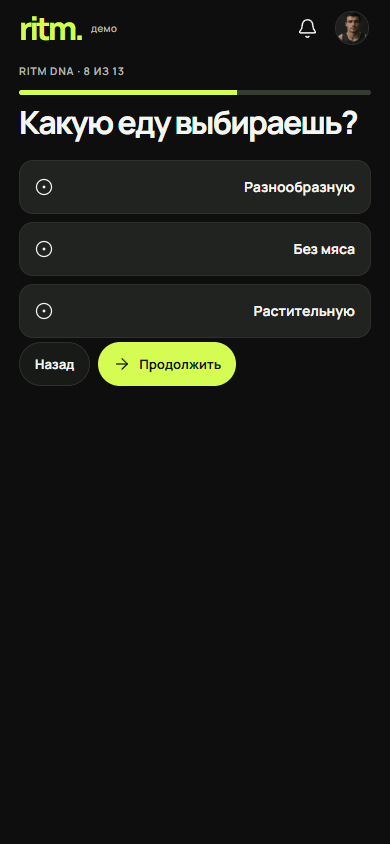 ritm. демо
RITM DNA · 8 ИЗ 13
Какую еду выбираешь?
Разнообразную
Без мяса
Растительную
Назад
Продолжить